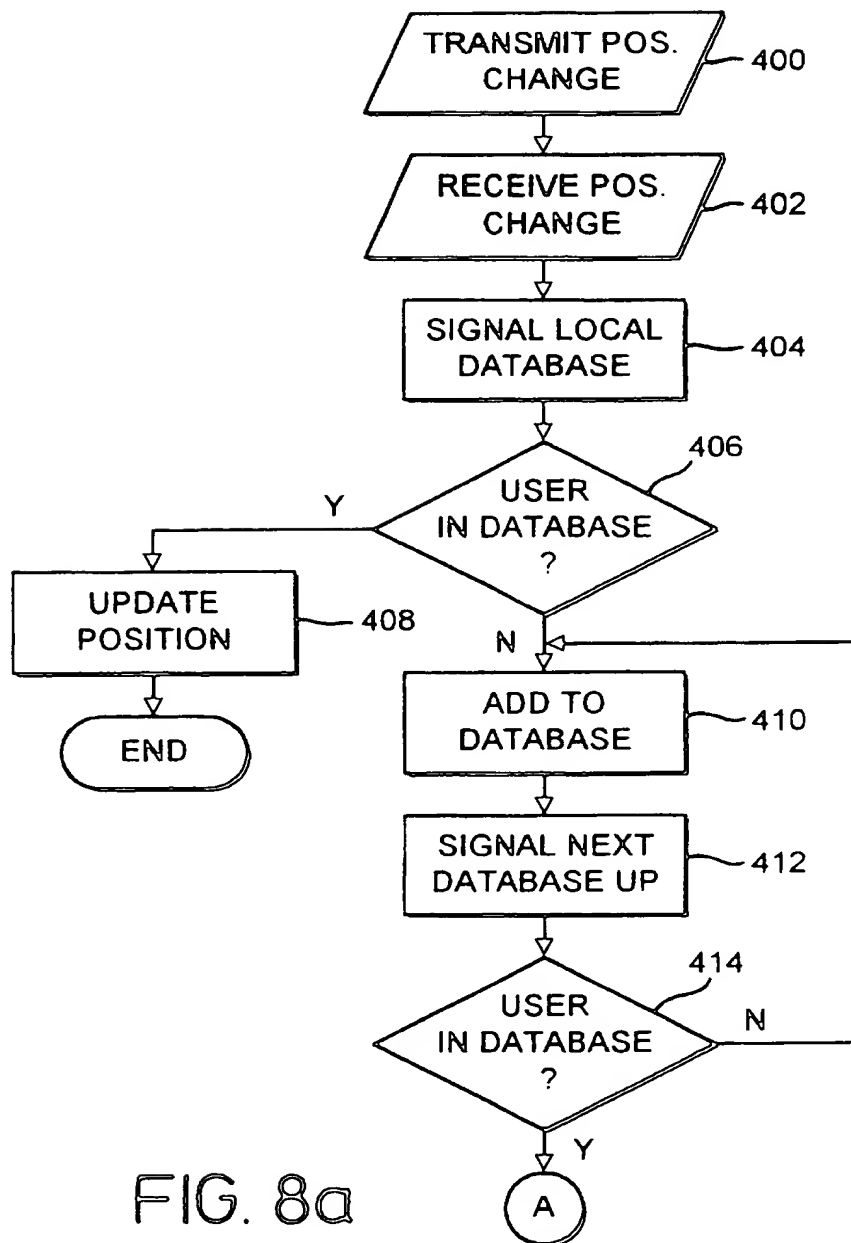 TRANSMIT POS.
CHANGE
400
RECEIVE POS.
CHANGE
402
SIGNAL LOCAL
DATABASE
404
406
USER
IN DATABASE
?
Y
UPDATE
POSITION
408
N
END
ADD TO
DATABASE
410
SIGNAL NEXT
DATABASE UP
412
414
USER
IN DATABASE
?
N
Y
A
FIG. 8a